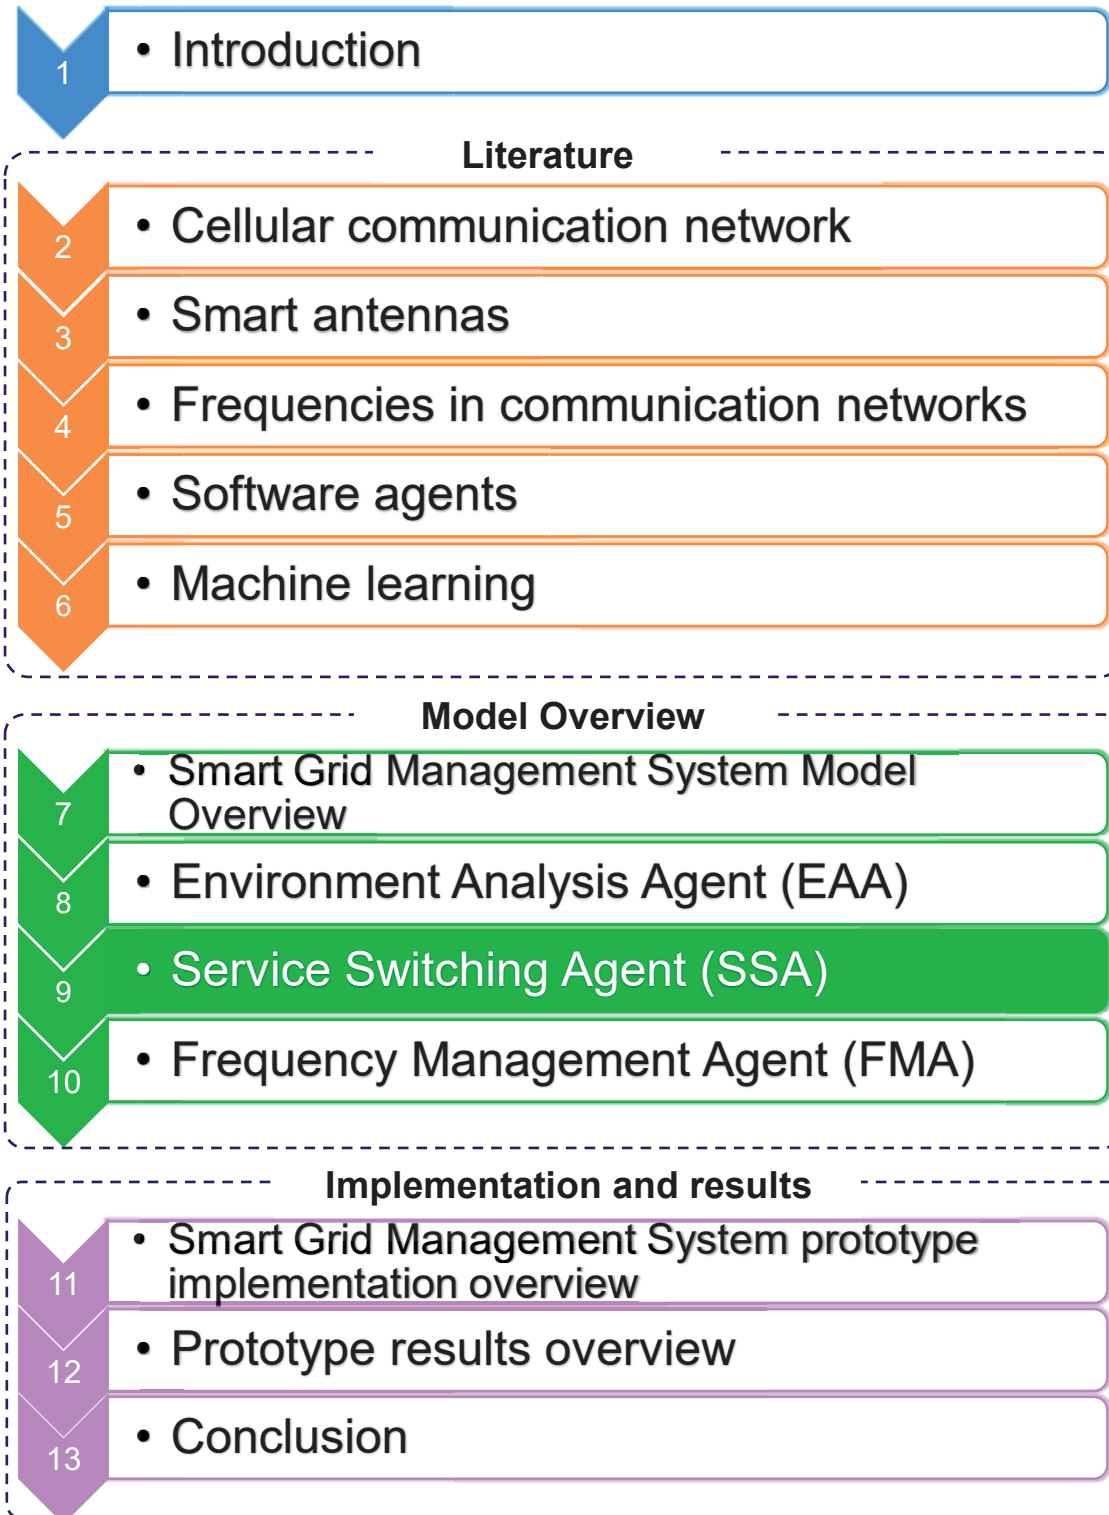 1
• Introduction
Literature
2
• Cellular communication network
3
• Smart antennas
4
• Frequencies in communication networks
5
• Software agents
6
• Machine learning
Model Overview
7
• Smart Grid Management System Model
Overview
8
• Environment Analysis Agent (EAA)
9
• Service Switching Agent (SSA)
10
• Frequency Management Agent (FMA)
Implementation and results
11
• Smart Grid Management System prototype
implementation overview
12
• Prototype results overview
13
• Conclusion